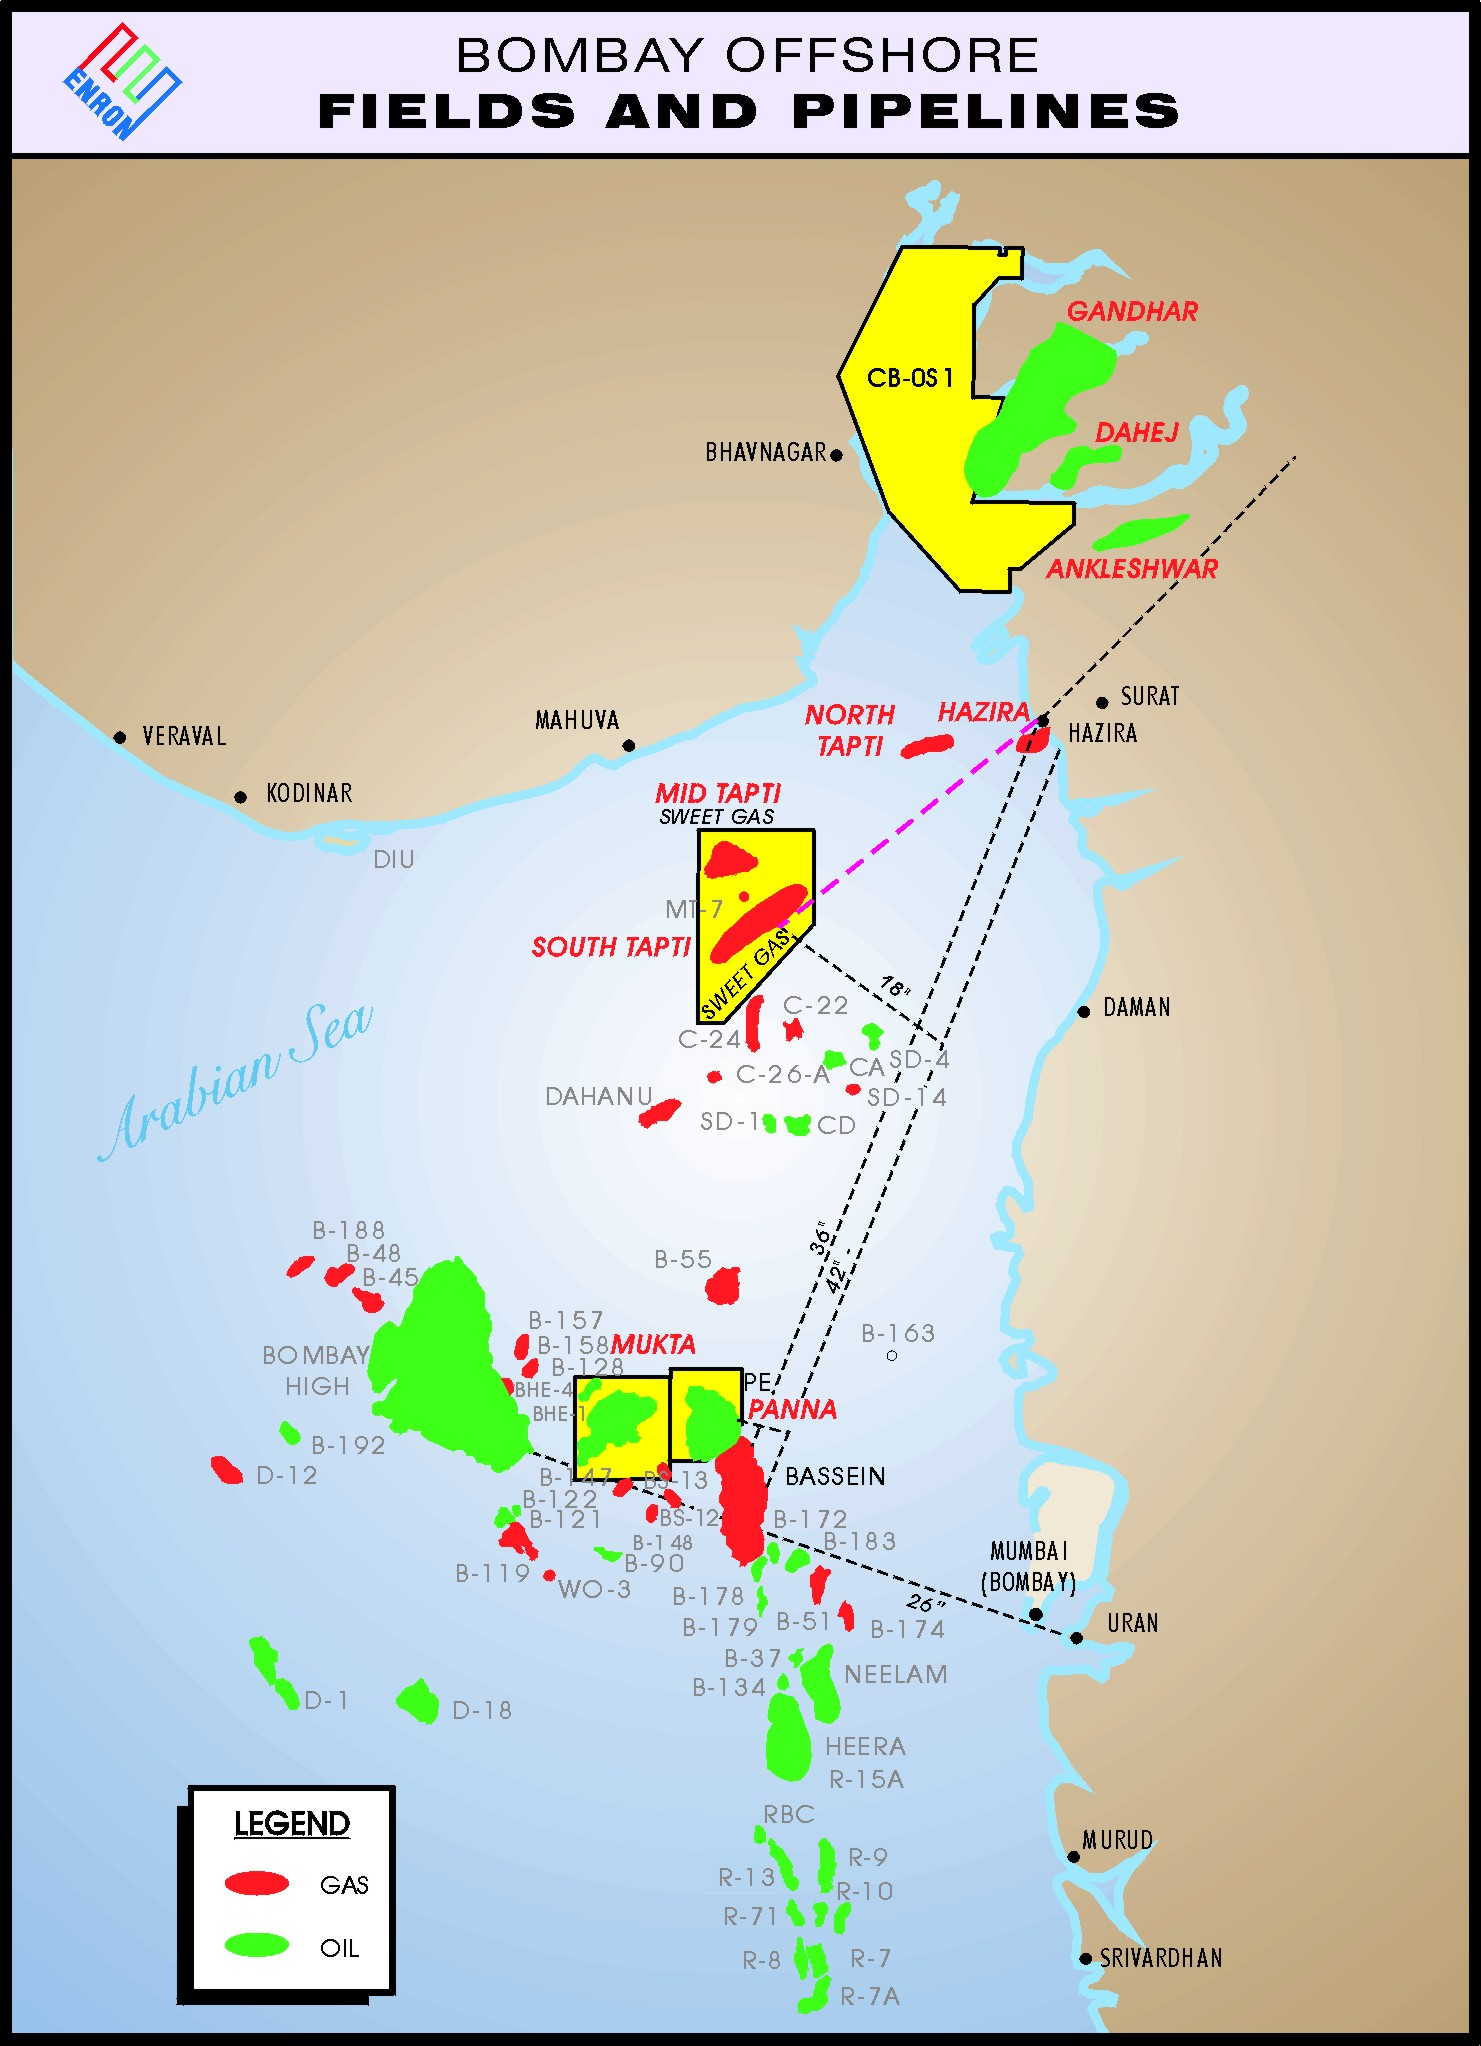 ENRON
BOMBAY OFFSHORE
FIELDS AND PIPELINES
GANDHAR
CB-OS1
DAHEJ
BHAVNAGAR
ANKLESHWAR
SURAT
NORTH
TAPTI
HAZIRA
HAZIRA
MAHUVA
VERAVAL
KODINAR
DIU
MID TAPTI
SWEET GAS
MT-7
SOUTH TAPTI
SWEET GAS
18"
C-22
C-24
DAMAN
Arabian Sea
SD-4
CA
C-26-A
DAHANU
SD-14
SD-1
CD
B-188
B-48
B-45
36"
42"
B-55
B-157
B-158
MUKTA
B-163
BOMBAY
HIGH
B-128
PE
BHE-4
PANNA
BHE-1
B-192
D-12
B-147
BS-13
BASSEIN
B-122
B-121
BS-12
B-172
B-148
B-183
B-90
B-119
WO-3
MUMBAI
(BOMBAY)
B-178
26"
B-179
B-51
B-174
URAN
B-37
NEELAM
B-134
D-1
D-18
HEERA
R-15A
RBC
LEGEND
GAS
OIL
MURUD
R-9
R-13
R-10
R-71
R-8
R-7
SRIVARDHAN
R-7A